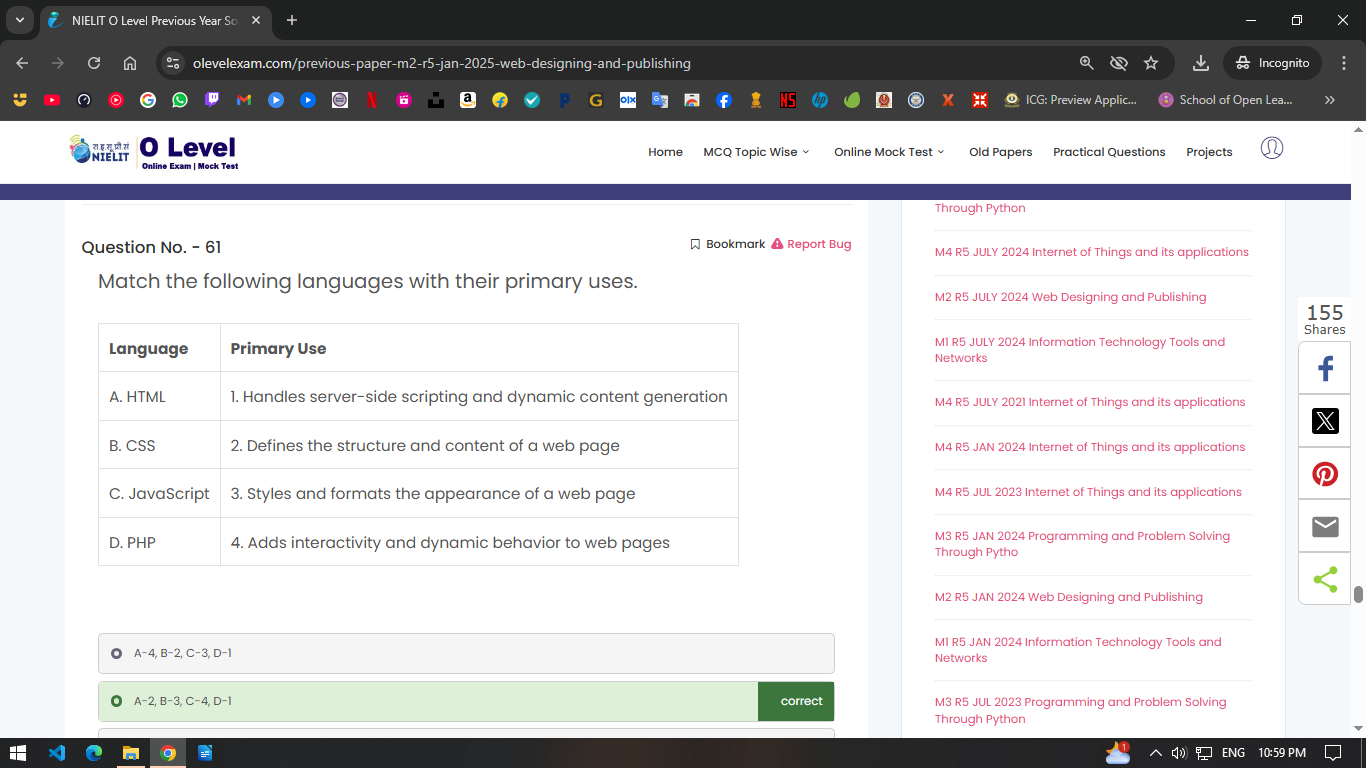 NIELIT O Level Previous Year So
olevelexam.com/previous-paper-m2-r5-jan-2025-web-designing-and-publishing
Incognito
ICG: Preview Applic...
School of Open Lea...
रा.इ.सू.प्रौ.सं
NIELIT
O Level
Online Exam | Mock Test
Home
MCQ Topic Wise
Online Mock Test
Old Papers
Practical Questions
Projects
Question No. - 61
Bookmark
Report Bug
Match the following languages with their primary uses.
Language Primary Use
A. HTML 1. Handles server-side scripting and dynamic content generation
B. CSS 2. Defines the structure and content of a web page
C. JavaScript 3. Styles and formats the appearance of a web page
D. PHP 4. Adds interactivity and dynamic behavior to web pages
A-4, B-2, C-3, D-1
A-2, B-3, C-4, D-1 correct
Through Python
M4 R5 JULY 2024 Internet of Things and its applications
M2 R5 JULY 2024 Web Designing and Publishing
M1 R5 JULY 2024 Information Technology Tools and
Networks
M4 R5 JULY 2021 Internet of Things and its applications
M4 R5 JAN 2024 Internet of Things and its applications
M4 R5 JUL 2023 Internet of Things and its applications
M3 R5 JAN 2024 Programming and Problem Solving
Through Pytho
M2 R5 JAN 2024 Web Designing and Publishing
M1 R5 JAN 2024 Information Technology Tools and
Networks
M3 R5 JUL 2023 Programming and Problem Solving
Through Python
155
Shares
1
ENG
10:59 PM